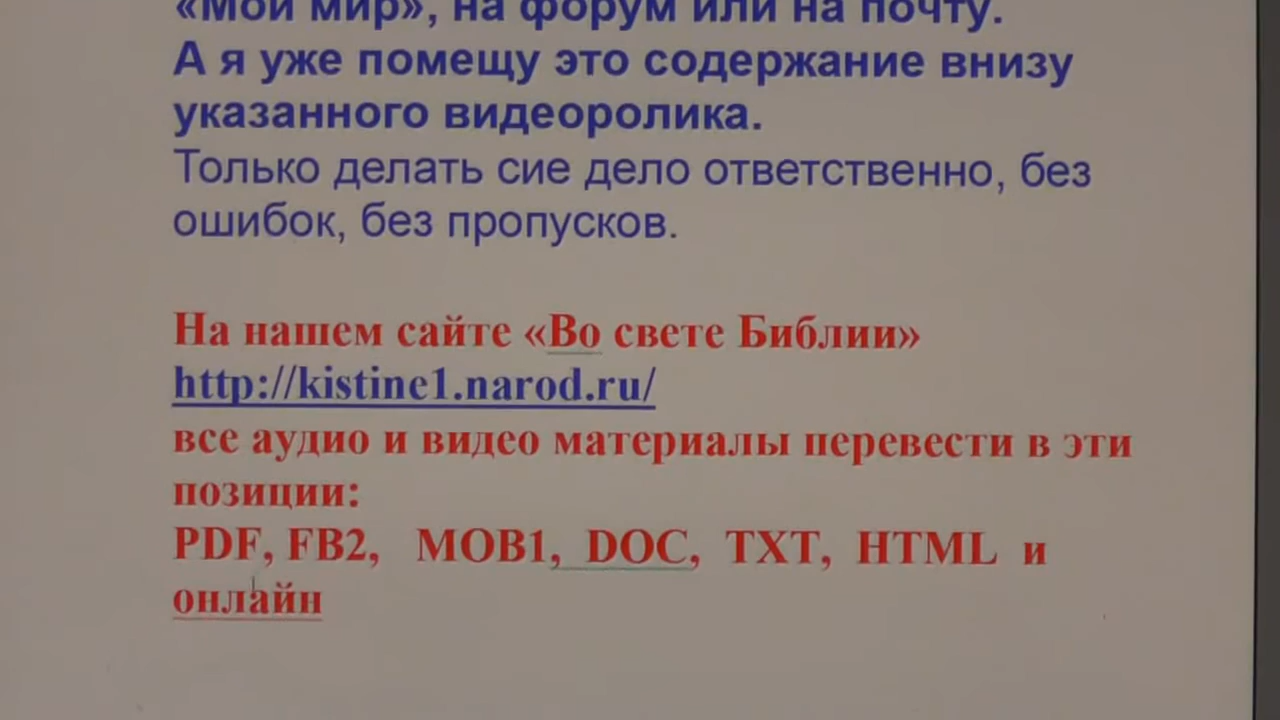 «Мой мир», на форум или на почту.
А я уже помещу это содержание внизу
указанного видеоролика.
Только делать сие дело ответственно, без
ошибок, без пропусков.
На нашем сайте «Во свете Библии»
http://kistine1.narod.ru/
все аудио и видео материалы перевести в эти
позиции:
PDF, FB2, MOB1, DOC, TXT, HTML и
онлайн